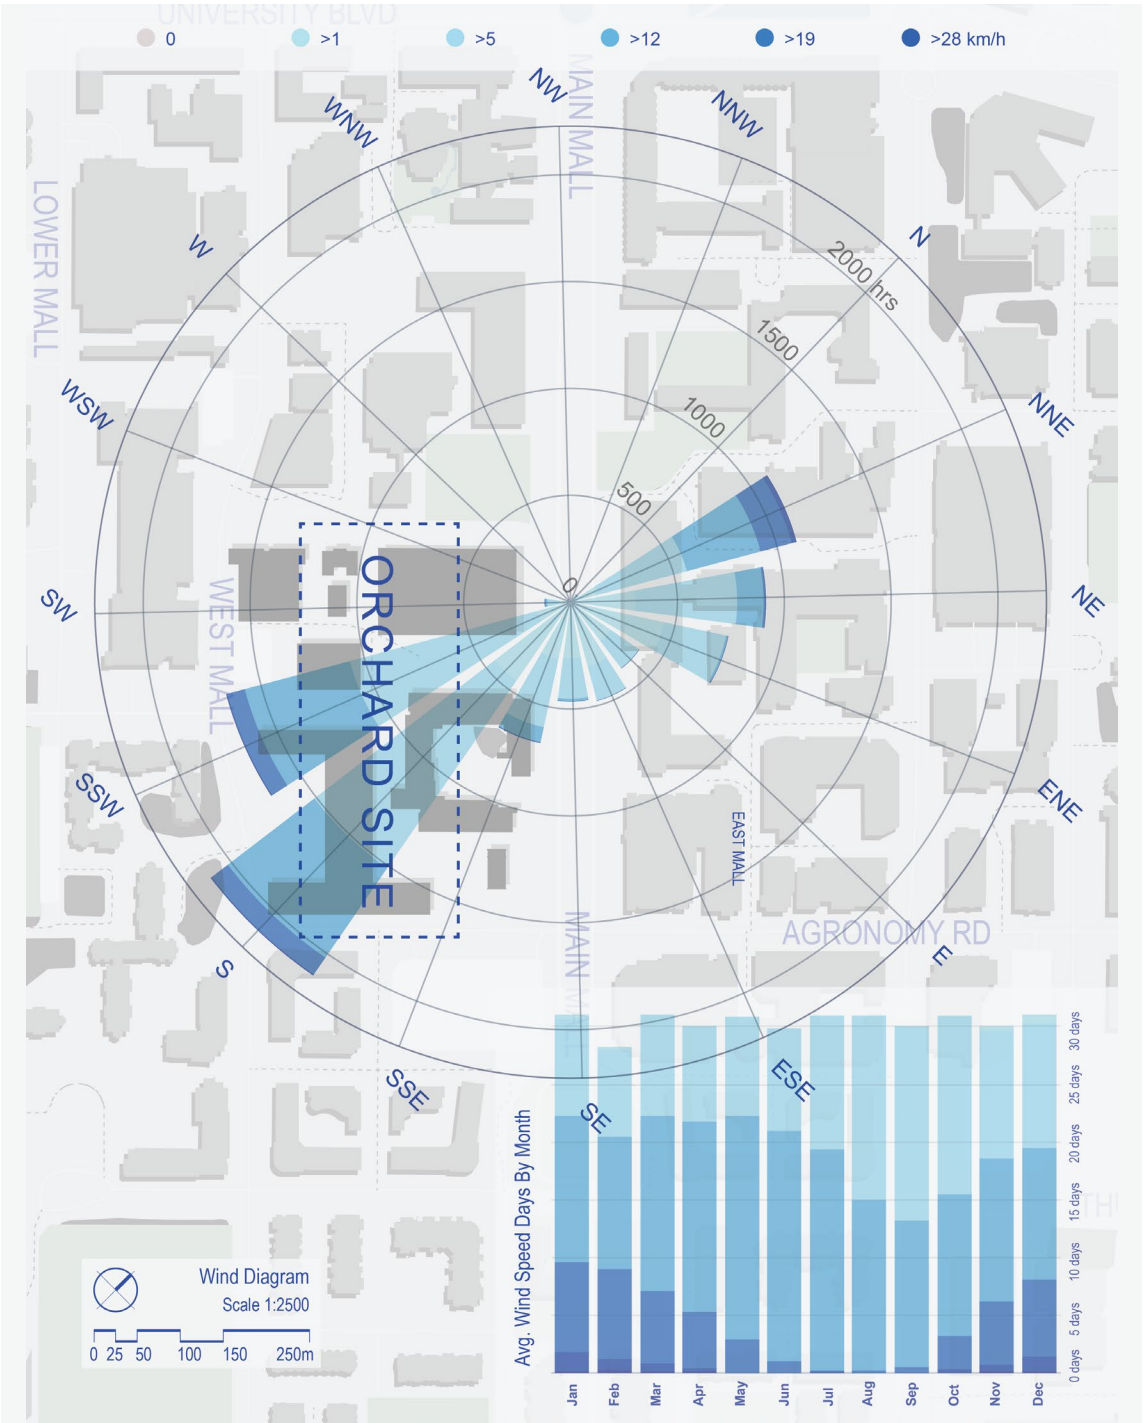 UNIVERSITY BLVD
0
>1
>5
>12
>19
>28 km/h
NW
NNW
WNW
MAIN MALL
LOWER MALL
W
N
2000 hrs
1500
WSW
NNE
1000
500
0
ORCHARD SITE
WEST MALL
SW
NE
SSW
ENE
EAST MALL
MAIN MALL
AGRONOMY RD
S
E
SSE
ESE
SE
Avg. Wind Speed Days By Month
30 days
25 days
20 days
15 days
10 days
5 days
0 days
Jan
Feb
Mar
Apr
May
Jun
Jul
Aug
Sep
Oct
Nov
Dec
Wind Diagram
Scale 1:2500
0 25 50 100 150 250m